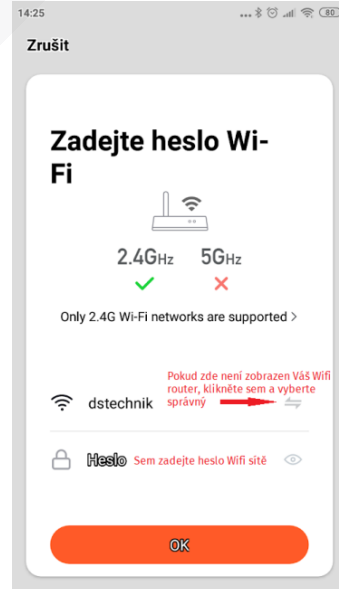 14:25 ... 80
Zrušit
Zadejte heslo Wi-
Fi
2.4GHz 5GHz
Only 2.4G Wi-Fi networks are supported >
Pokud zde není zobrazen Váš Wifi
router, klikněte sem a vyberte
správný
dstechnik
Heslo Sem zadejte heslo Wifi sítě
OK